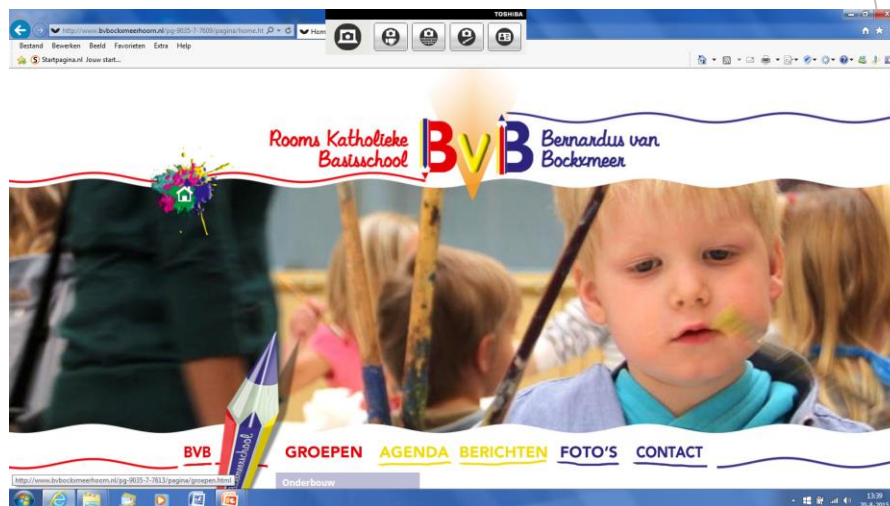 TOSHIBA
http://www.bvbockxmeerhoorn.nl/pg-9035-7-7609/pagina/home.ht
Hom
Bestand Bewerken Beeld Favorieten Extra Help
Startpagina.nl Jouw start...
Rooms Katholieke
Basisschool
BvB
Bernardus van
Bockxmeer
BVB GROEPEN AGENDA BERICHTEN FOTO'S CONTACT
http://www.bvbockxmeerhoorn.nl/pg-9035-7-7613/pagina/groepen.html
Onderbouw
13:39